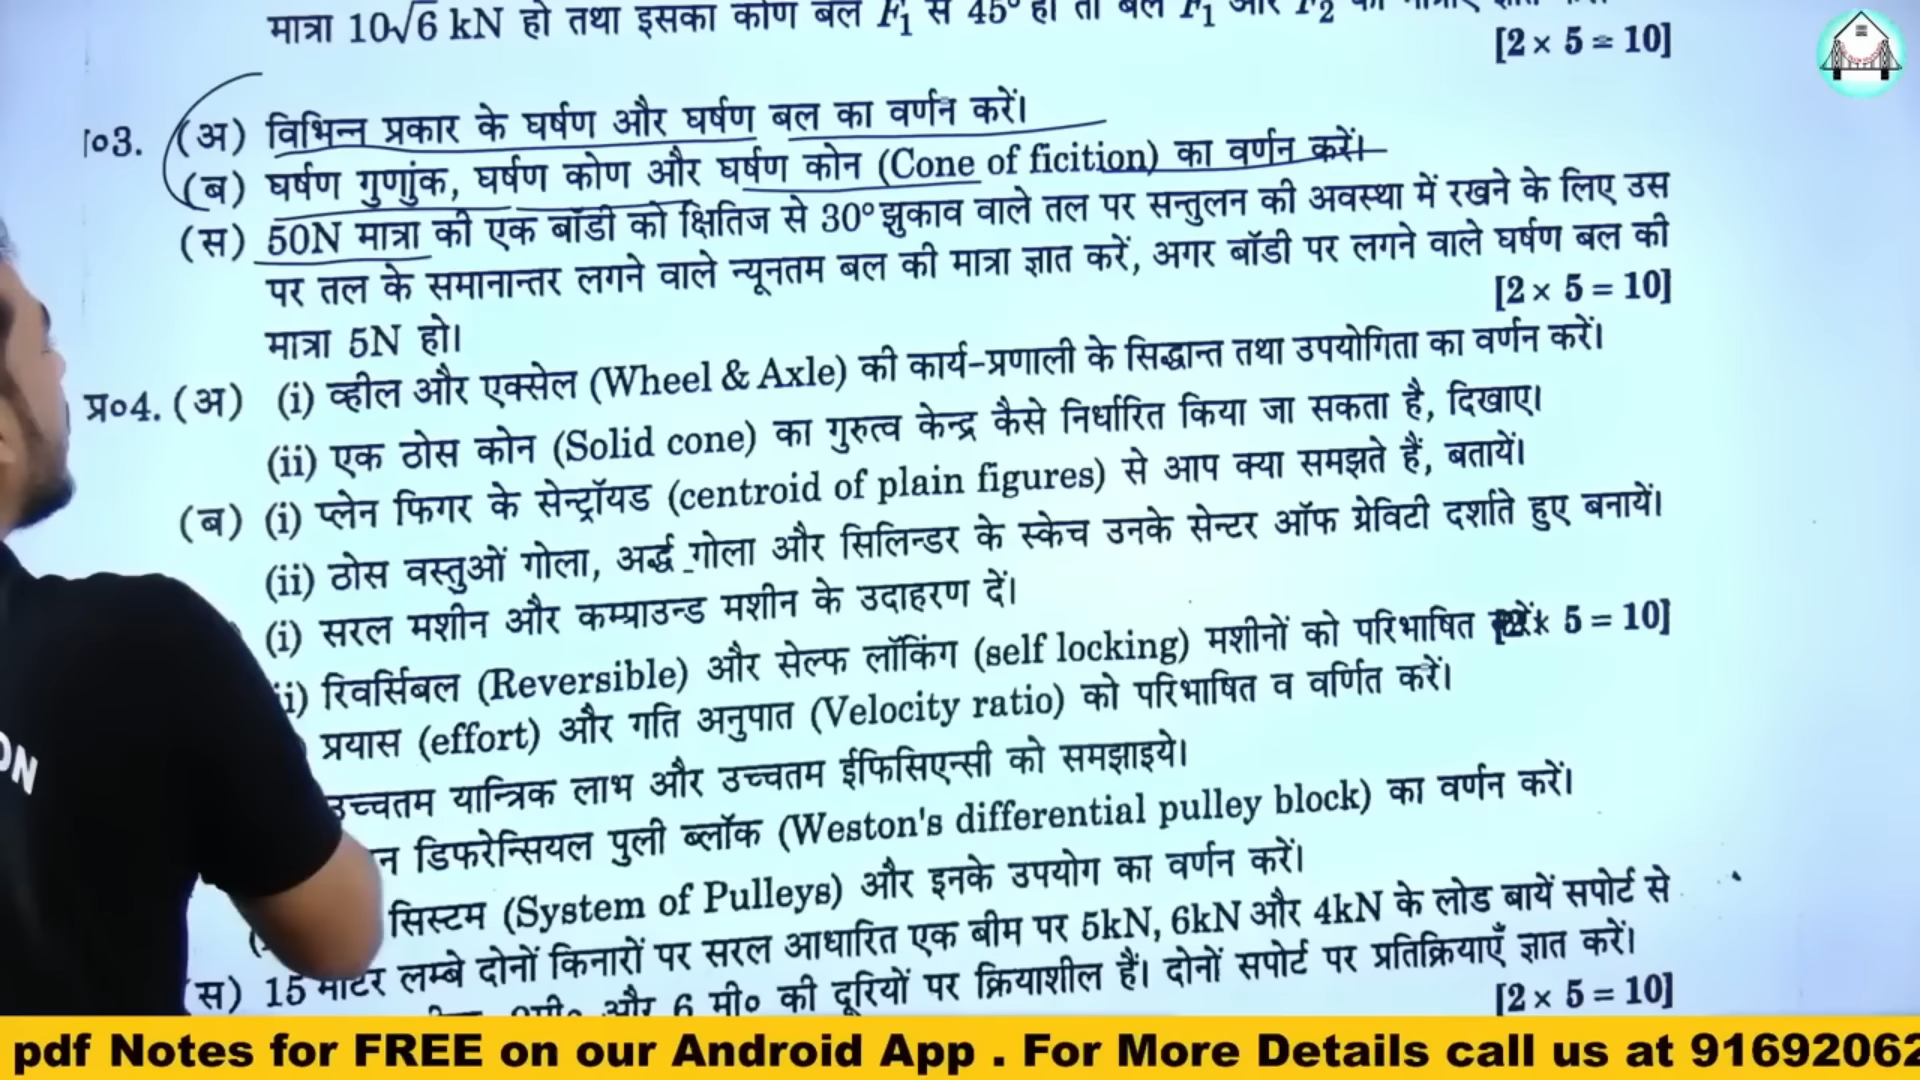 मात्रा 10√6 kN हो तथा इसका कोण बल F₁ से 45° हो तो बल F₁ और F₂
[2 × 5 = 10]
ा०3. (अ) विभिन्न प्रकार के घर्षण और घर्षण बल का वर्णन करें।
(ब) घर्षण गुणांक, घर्षण कोण और घर्षण कोन (Cone of ficition) का वर्णन करें।
(स) 50N मात्रा की एक बॉडी को क्षितिज से 30° झुकाव वाले तल पर सन्तुलन की अवस्था में रखने के लिए उस
पर तल के समानान्तर लगने वाले न्यूनतम बल की मात्रा ज्ञात करें, अगर बॉडी पर लगने वाले घर्षण बल की
मात्रा 5N हो।
[2 × 5 = 10]
प्र०4. (अ) (i) व्हील और एक्सेल (Wheel & Axle) की कार्य-प्रणाली के सिद्धान्त तथा उपयोगिता का वर्णन करें।
(ii) एक ठोस कोन (Solid cone) का गुरुत्व केन्द्र कैसे निर्धारित किया जा सकता है, दिखाए।
(ब) (i) प्लेन फिगर के सेन्ट्रॉयड (centroid of plain figures) से आप क्या समझते हैं, बतायें।
(ii) ठोस वस्तुओं गोला, अर्द्ध गोला और सिलिन्डर के स्केच उनके सेन्टर ऑफ ग्रेविटी दर्शाते हुए बनायें।
(i) सरल मशीन और कम्पाउन्ड मशीन के उदाहरण दें।
i) रिवर्सिबल (Reversible) और सेल्फ लॉकिंग (self locking) मशीनों को परिभाषित करें। [2 × 5 = 10]
प्रयास (effort) और गति अनुपात (Velocity ratio) को परिभाषित व वर्णित करें।
उच्चतम यान्त्रिक लाभ और उच्चतम ईफिसिएन्सी को समझाइये।
न डिफरेन्सियल पुली ब्लॉक (Weston's differential pulley block) का वर्णन करें।
सिस्टम (System of Pulleys) और इनके उपयोग का वर्णन करें।
स) 15 मीटर लम्बे दोनों किनारों पर सरल आधारित एक बीम पर 5kN, 6kN और 4kN के लोड बायें सपोर्ट से
और 6 मी० की दूरियों पर क्रियाशील हैं। दोनों सपोर्ट पर प्रतिक्रियाएँ ज्ञात करें।
[2 × 5 = 10]
ON
pdf Notes for FREE on our Android App . For More Details call us at 91692062